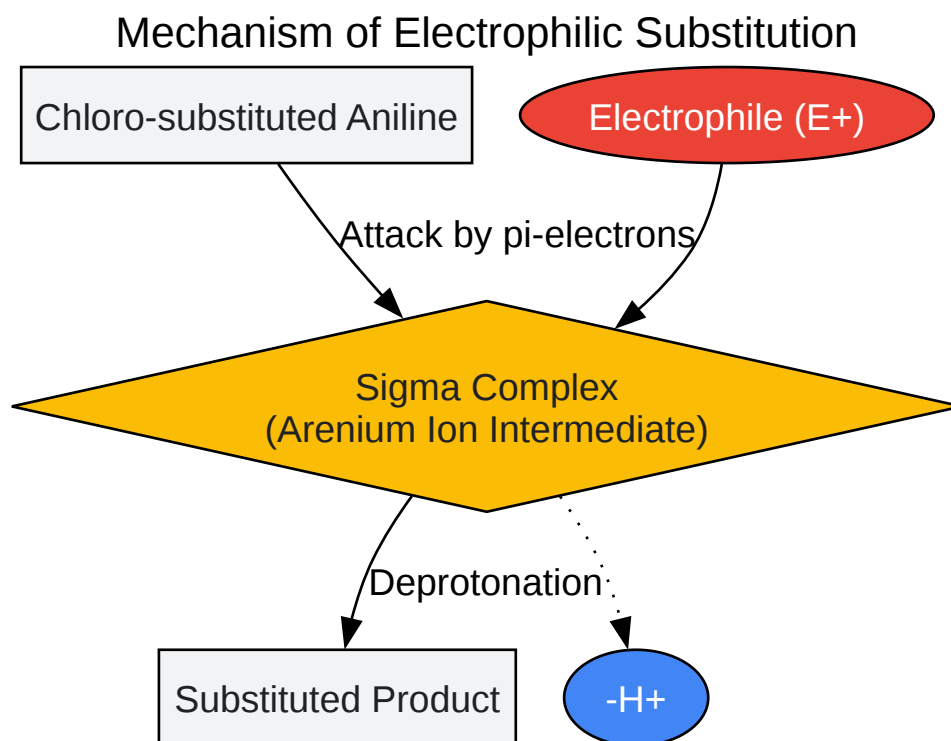 Mechanism of Electrophilic Substitution
Chloro-substituted Aniline
Electrophile (E+)
Attack by pi-electrons
Sigma Complex
(Arenium Ion Intermediate)
Deprotonation
Substituted Product
-H+